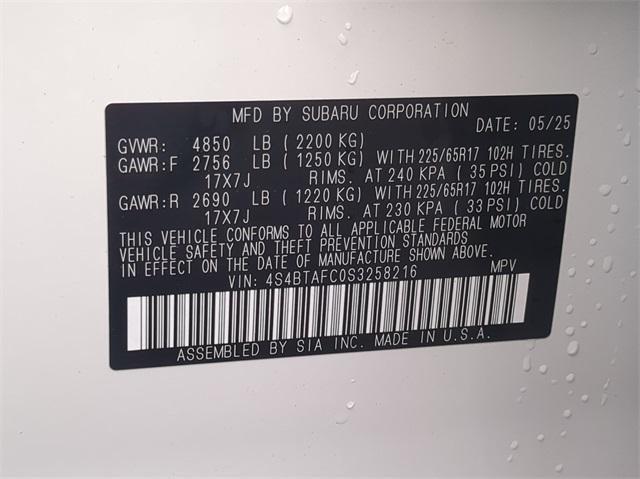 MFD BY SUBARU CORPORATION
DATE: 05/25
GVWR: 4850 LB ( 2200 KG)
GAWR:F 2756 LB ( 1250 KG) WITH 225/65R17 102H TIRES.
17X7J RIMS. AT 240 KPA ( 35 PSI) COLD
GAWR:R 2690 LB ( 1220 KG) WITH 225/65R17 102H TIRES.
17X7J RIMS. AT 230 KPA ( 33 PSI) COLD
THIS VEHICLE CONFORMS TO ALL APPLICABLE FEDERAL MOTOR
VEHICLE SAFETY AND THEFT PREVENTION STANDARDS
IN EFFECT ON THE DATE OF MANUFACTURE SHOWN ABOVE.
VIN: 4S4BTAFC0S3258216 MPV
ASSEMBLED BY SIA INC. MADE IN U.S.A.